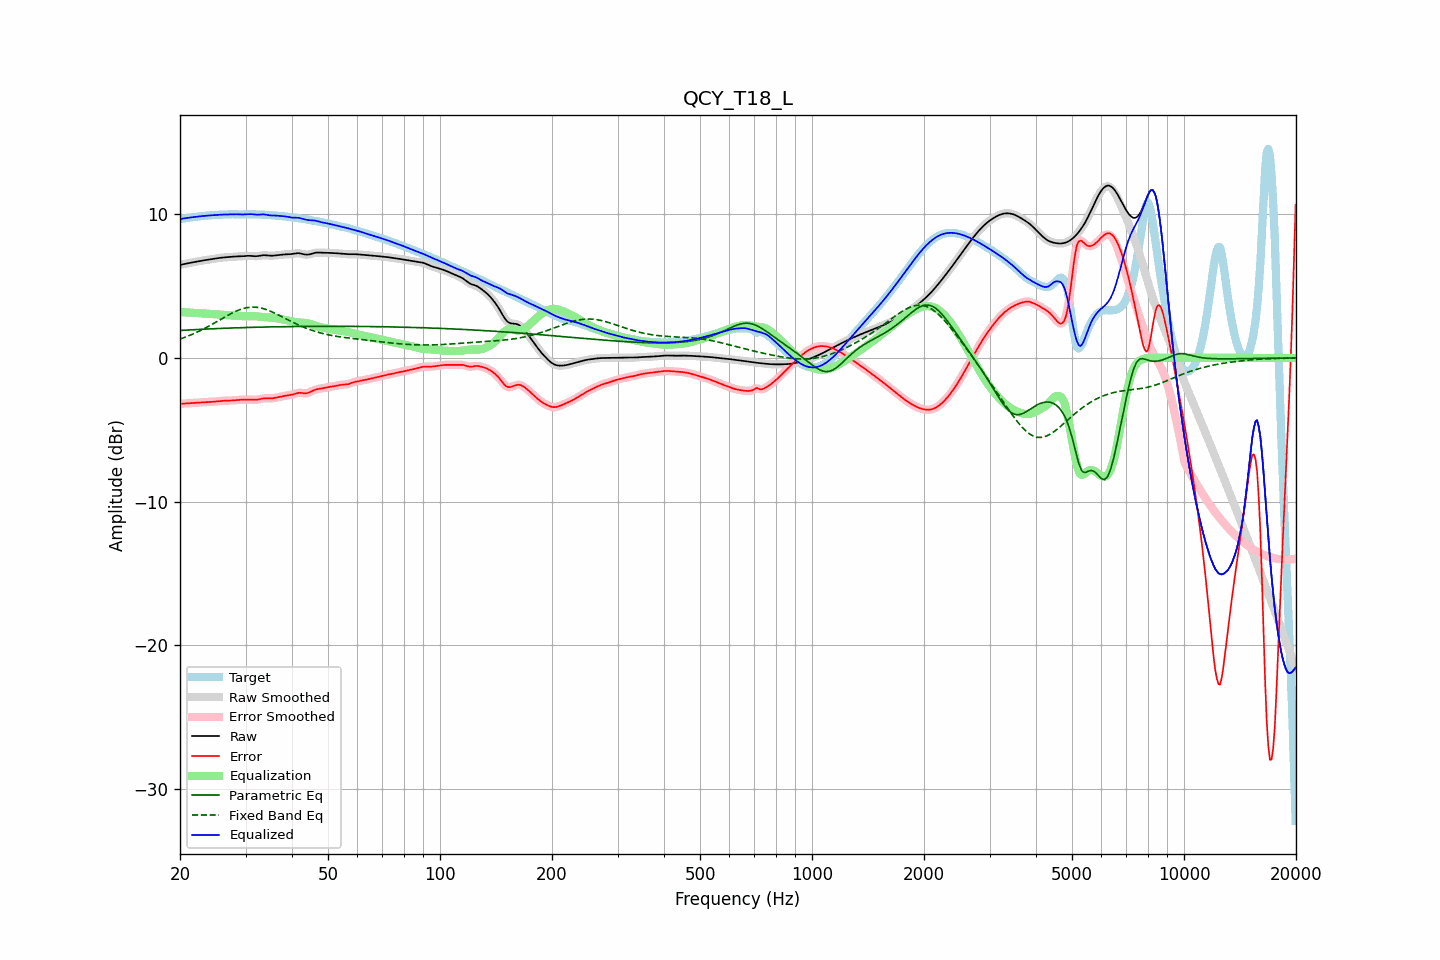 QCY_T18_L
Amplitude (dBr)
10
0
−10
−20
−30
Target
Raw Smoothed
Error Smoothed
Raw
Error
Equalization
Parametric Eq
Fixed Band Eq
Equalized
20 50 100 200 500 1000 2000 5000 10000 20000
Frequency (Hz)